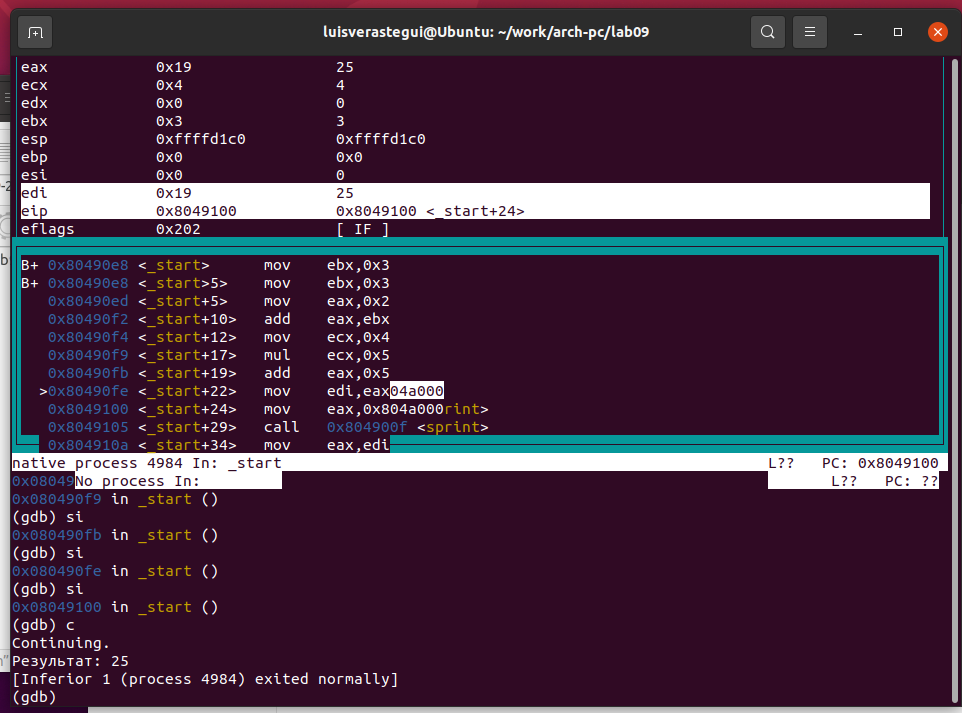 luisverastegui@Ubuntu: ~/work/arch-pc/lab09
eax 0x19 25
ecx 0x4 4
edx 0x0 0
ebx 0x3 3
esp 0xffffd1c0 0xffffd1c0
ebp 0x0 0x0
esi 0x0 0
edi 0x19 25
eip 0x8049100 0x8049100 <_start+24>
eflags 0x202 [ IF ]
B+ 0x80490e8 <_start> mov ebx,0x3
B+ 0x80490e8 <_start>5> mov ebx,0x3
0x80490ed <_start+5> mov eax,0x2
0x80490f2 <_start+10> add eax,ebx
0x80490f4 <_start+12> mov ecx,0x4
0x80490f9 <_start+17> mul ecx,0x5
0x80490fb <_start+19> add eax,0x5
>0x80490fe <_start+22> mov edi,eax04a000
0x8049100 <_start+24> mov eax,0x804a000rint>
0x8049105 <_start+29> call 0x804900f <sprint>
0x804910a <_start+34> mov eax,edi
native process 4984 In: _start L?? PC: 0x8049100
0x08049No process In: L?? PC: ??
0x080490f9 in _start ()
(gdb) si
0x080490fb in _start ()
(gdb) si
0x080490fe in _start ()
(gdb) si
0x08049100 in _start ()
(gdb) c
Continuing.
Результат: 25
[Inferior 1 (process 4984) exited normally]
(gdb)